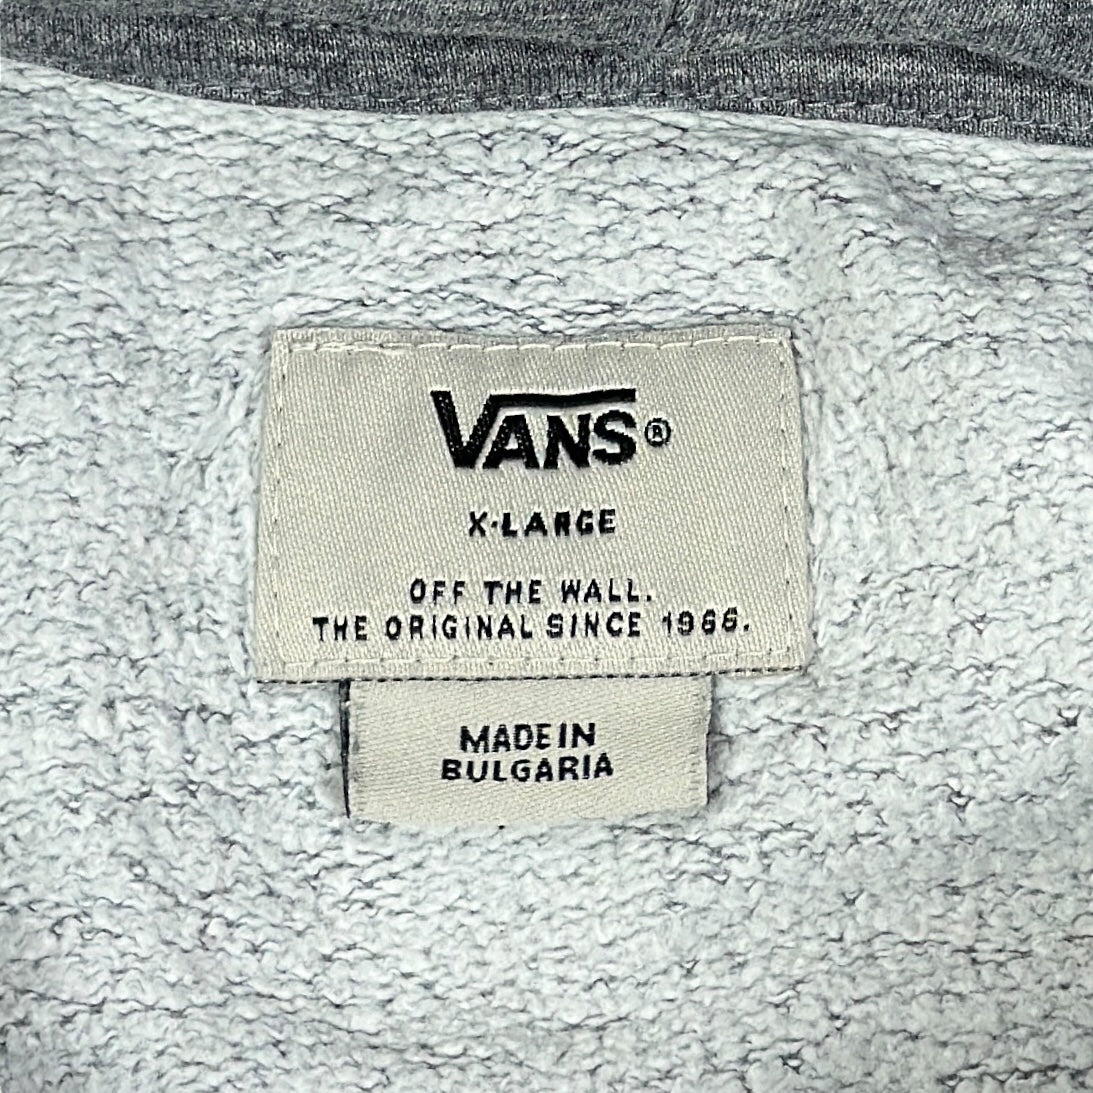 VANS®
X-LARGE
OFF THE WALL.
THE ORIGINAL SINCE 1966.
MADE IN
BULGARIA